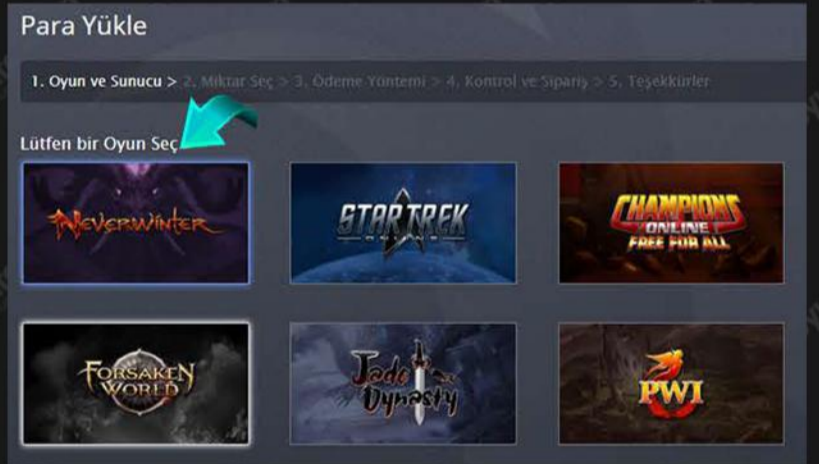 Para Yükle
1. Oyun ve Sunucu > 2. Miktar Seç > 3. Ödeme Yöntemi > 4. Kontrol ve Sipariş > 5. Teşekkürler
Lütfen bir Oyun Seç
NEVERWINTER
STAR TREK
ONLINE
CHAMPIONS
ONLINE
FREE FOR ALL
FORSAKEN
WORLD
Jade
Dynasty
PWI